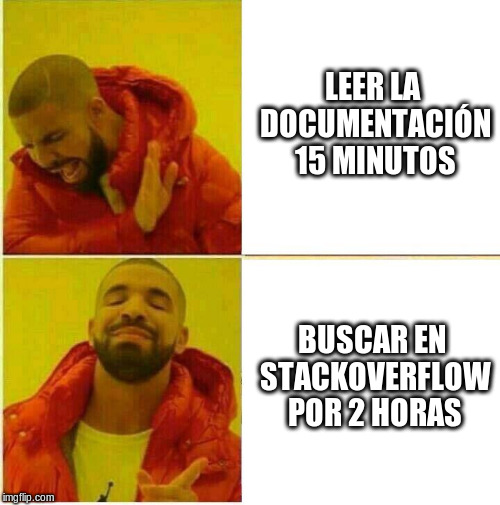 LEER LA
DOCUMENTACIÓN
15 MINUTOS
BUSCAR EN
STACKOVERFLOW
POR 2 HORAS
imgflip.com